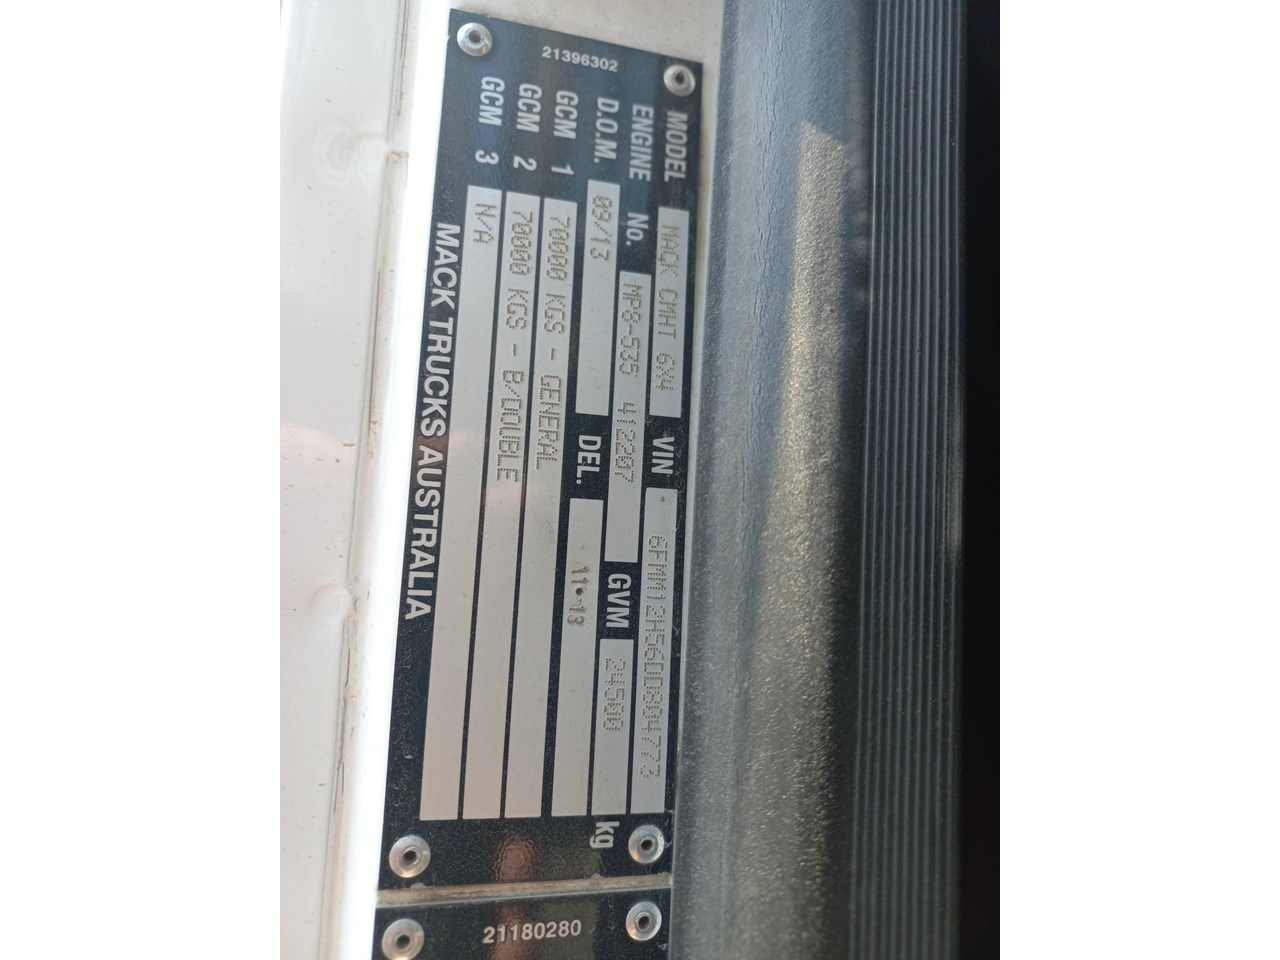 21396302
MODEL MACK CMHT 6X4 VIN 6FMM12H56DD804773
ENGINE No. MP8-535 412207 GVM 24500 kg
D.O.M. 09/13 DEL. 11•13
GCM 1 70000 KGS - GENERAL
GCM 2 70000 KGS - B/DOUBLE
GCM 3 N/A
MACK TRUCKS AUSTRALIA
21180280